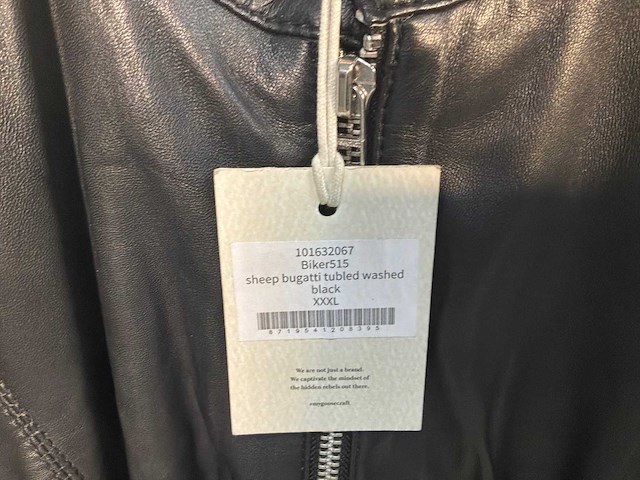 101632067
Biker515
sheep bugatti tubled washed
black
XXXL
8719541208395
We are not just a brand.
We captivate the mindset of
the hidden rebels out there.